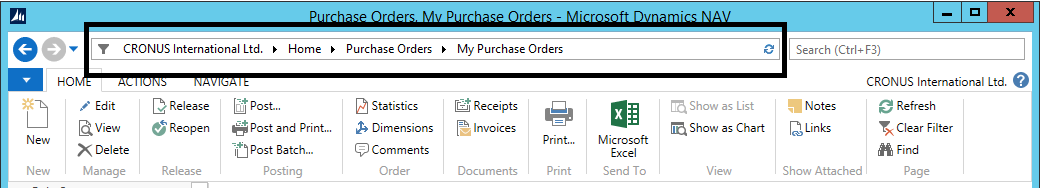 Purchase Orders, My Purchase Orders - Microsoft Dynamics NAV
CRONUS International Ltd. Home Purchase Orders My Purchase Orders
Search (Ctrl+F3)
HOME ACTIONS NAVIGATE CRONUS International Ltd.
New
Edit
View
Delete
Manage
Release
Reopen
Release
Post...
Post and Print...
Post Batch...
Posting
Statistics
Dimensions
Comments
Order
Receipts
Invoices
Documents
Print...
Print
Microsoft
Excel
Send To
Show as List
Show as Chart
View
Notes
Links
Show Attached
Refresh
Clear Filter
Find
Page
New